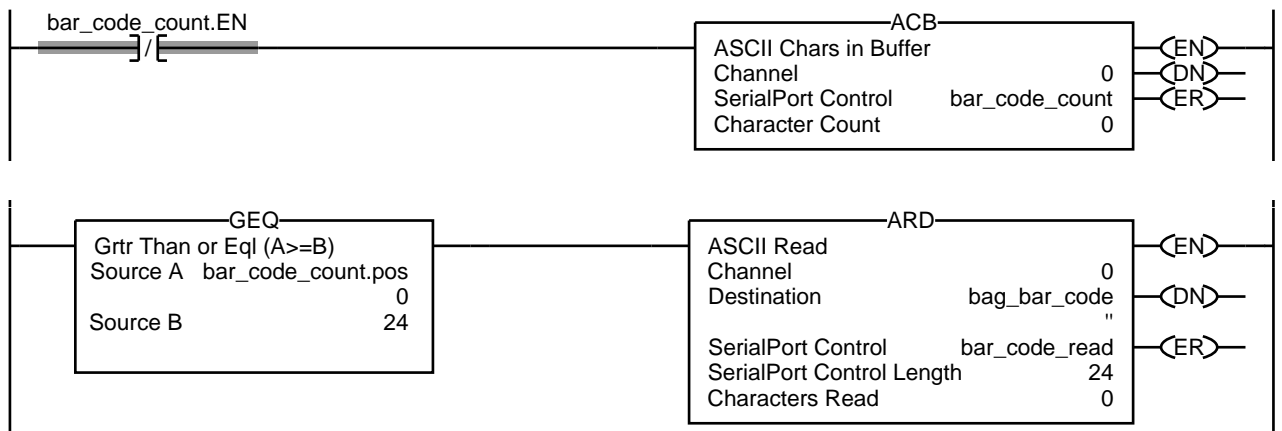 bar_code_count.EN
/
ACB
ASCII Chars in Buffer
Channel 0
SerialPort Control bar_code_count
Character Count 0
EN
DN
ER
GEQ
Grtr Than or Eql (A>=B)
Source A bar_code_count.pos
0
Source B 24
ARD
ASCII Read
Channel 0
Destination bag_bar_code
''
SerialPort Control bar_code_read
SerialPort Control Length 24
Characters Read 0
EN
DN
ER